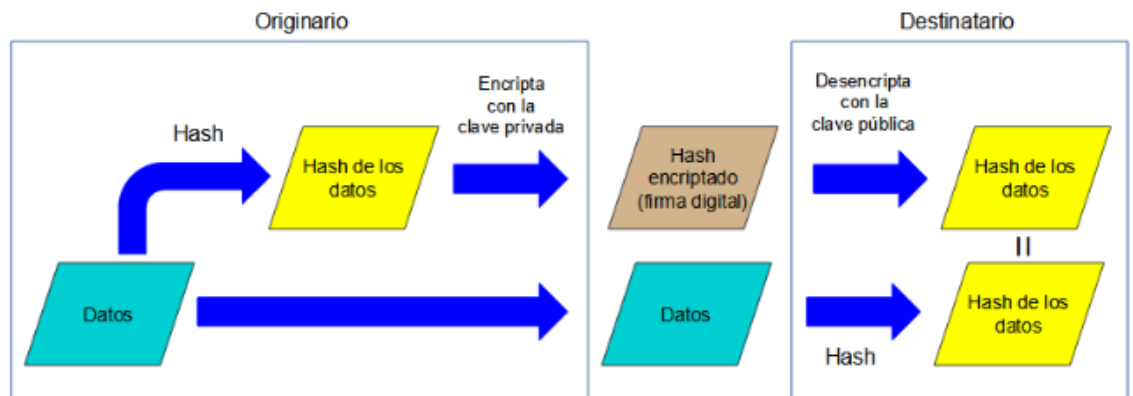 Originario
Destinatario
Encripta
con la
clave privada
Desencripta
con la
clave pública
Hash
Hash de los
datos
Hash
encriptado
(firma digital)
Hash de los
datos
=
Datos
Datos
Hash de los
datos
Hash